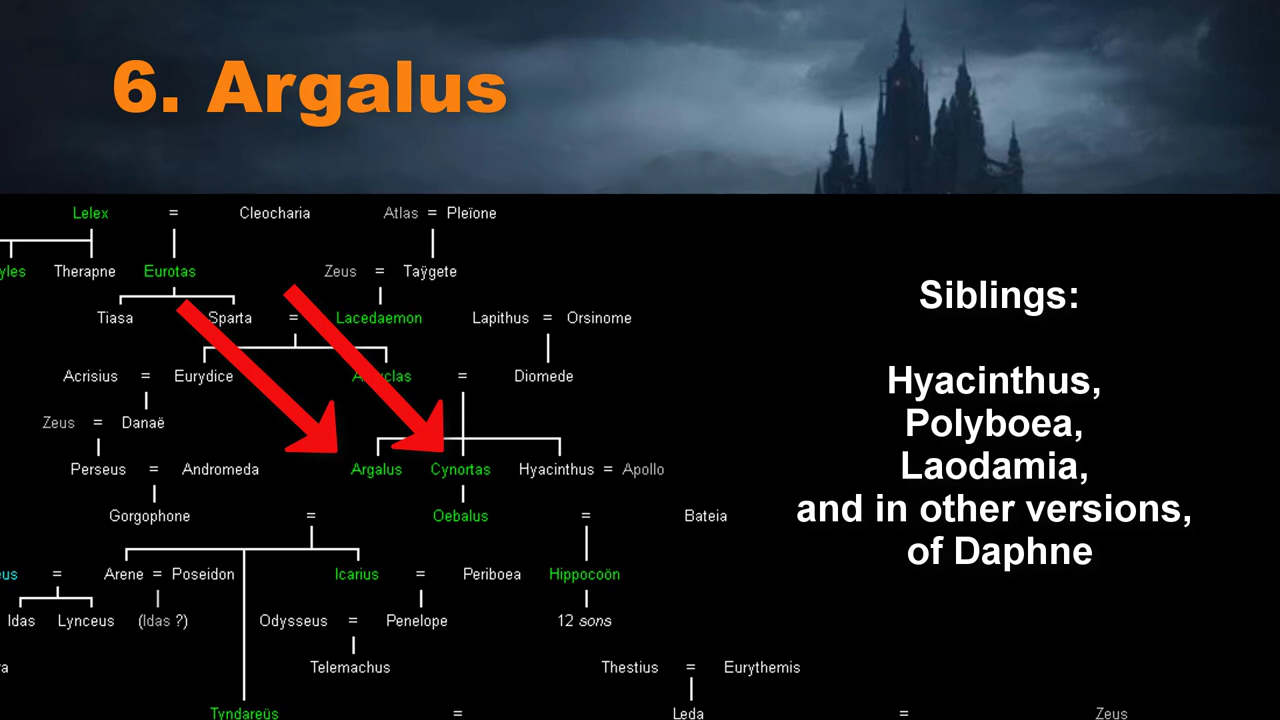 6. Argalus
Lelex = Cleocharia Atlas = Pleïone
yles Therapne Eurotas Zeus = Taÿgete
Siblings:
Tiasa Sparta = Lacedaemon Lapithus = Orsinome
Acrisius = Eurydice = Diomede
Hyacinthus,
Zeus = Danaë
Polyboea,
Perseus = Andromeda Argalus Cynortas Hyacinthus = Apollo
Laodamia,
Gorgophone = Oebalus = Bateia
and in other versions,
of Daphne
eus = Arene = Poseidon Icarius = Periboea Hippocoön
Idas Lynceus (Idas ?) Odysseus = Penelope 12 sons
ra Telemachus Thestius = Eurythemis
Tyndareüs = Leda = Zeus